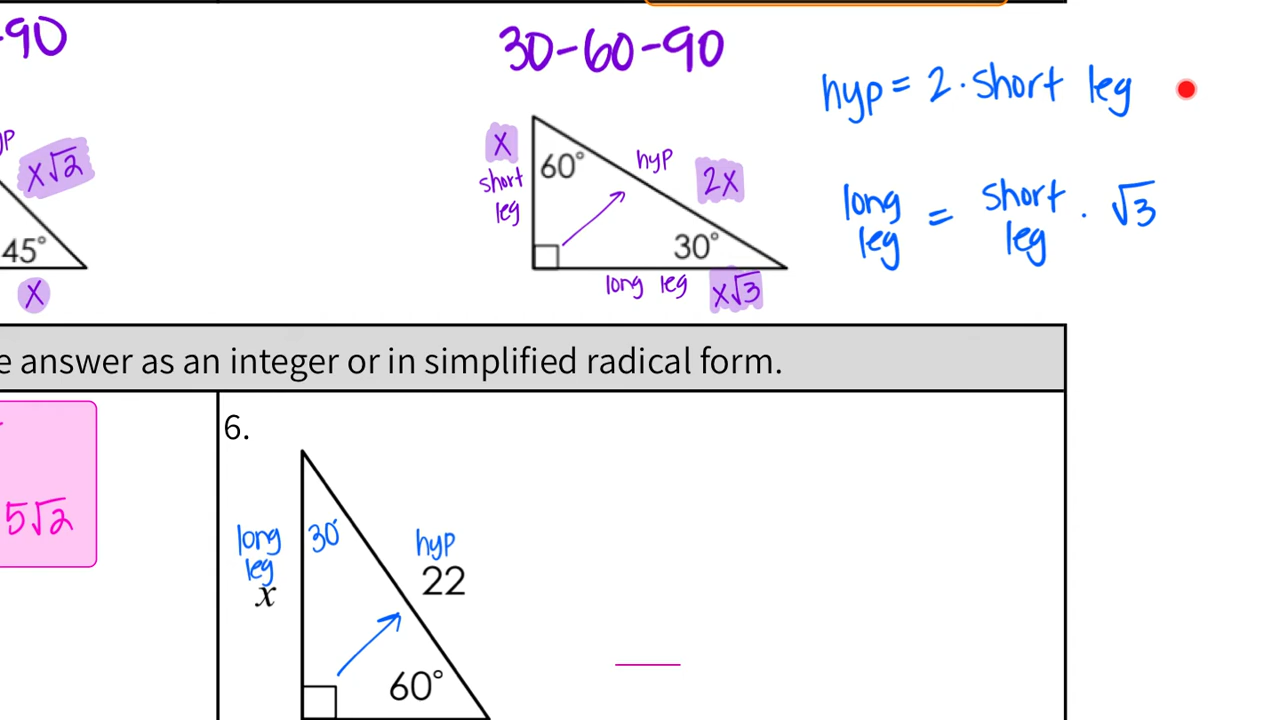 -90
30-60-90
hyp = 2 · short leg
x√2
x
60°
hyp
2x
short
leg
long
leg
=
short
leg
· √3
45°
30°
x
long leg
x√3
e answer as an integer or in simplified radical form.
6.
5√2
long
leg
x
30°
hyp
22
60°